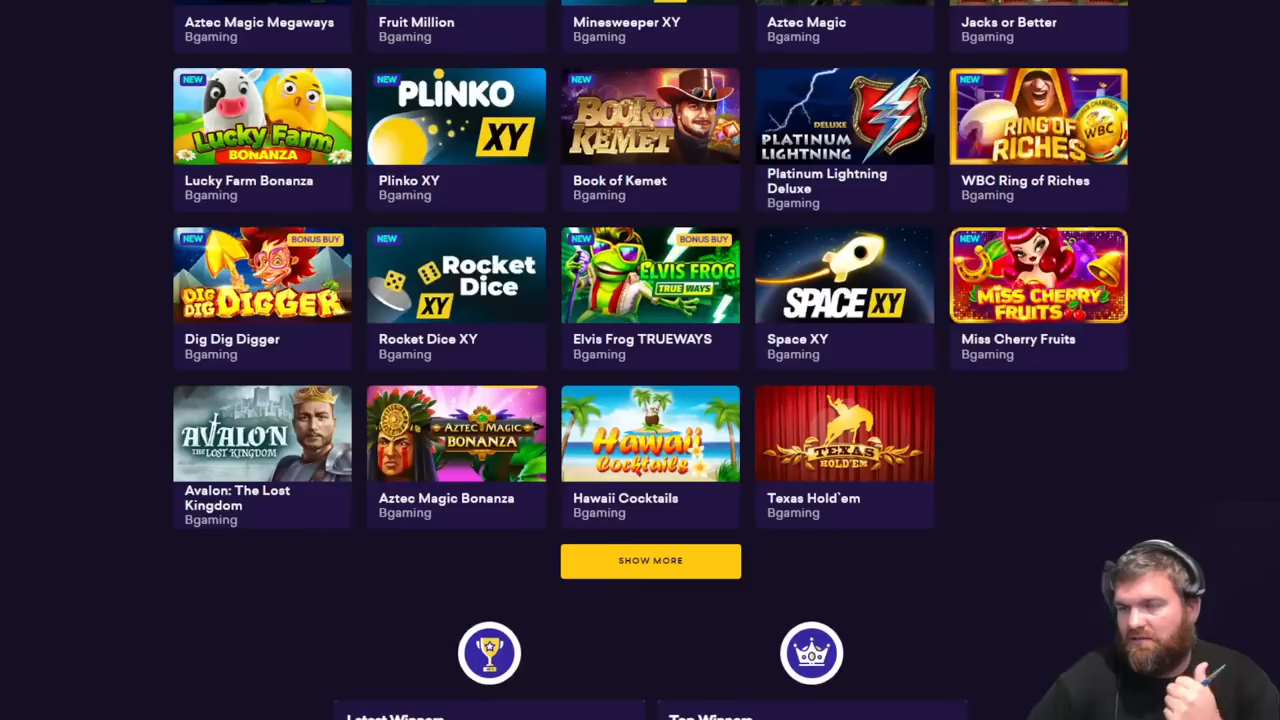 Aztec Magic Megaways
Bgaming
Fruit Million
Bgaming
Minesweeper XY
Bgaming
Aztec Magic
Bgaming
Jacks or Better
Bgaming
NEW
Lucky Farm
BONANZA
Lucky Farm Bonanza
Bgaming
NEW
PLINKO
XY
Plinko XY
Bgaming
NEW
BOOK OF
KEMET
Book of Kemet
Bgaming
DELUXE
PLATINUM
LIGHTNING
Platinum Lightning
Deluxe
Bgaming
NEW
RING OF
RICHES
WBC
WBC Ring of Riches
Bgaming
NEW
BONUS BUY
DIG
DIG DIGGER
Dig Dig Digger
Bgaming
NEW
Rocket
Dice
XY
Rocket Dice XY
Bgaming
NEW
BONUS BUY
ELVIS FROG
TRUE WAYS
Elvis Frog TRUEWAYS
Bgaming
SPACE XY
Space XY
Bgaming
NEW
MISS CHERRY
FRUITS
Miss Cherry Fruits
Bgaming
AVALON
THE LOST KINGDOM
Avalon: The Lost
Kingdom
Bgaming
AZTEC MAGIC
BONANZA
Aztec Magic Bonanza
Bgaming
Hawaii
Cocktails
Hawaii Cocktails
Bgaming
TEXAS
HOLD'EM
Texas Hold`em
Bgaming
SHOW MORE
Latest Winners
Top Winners